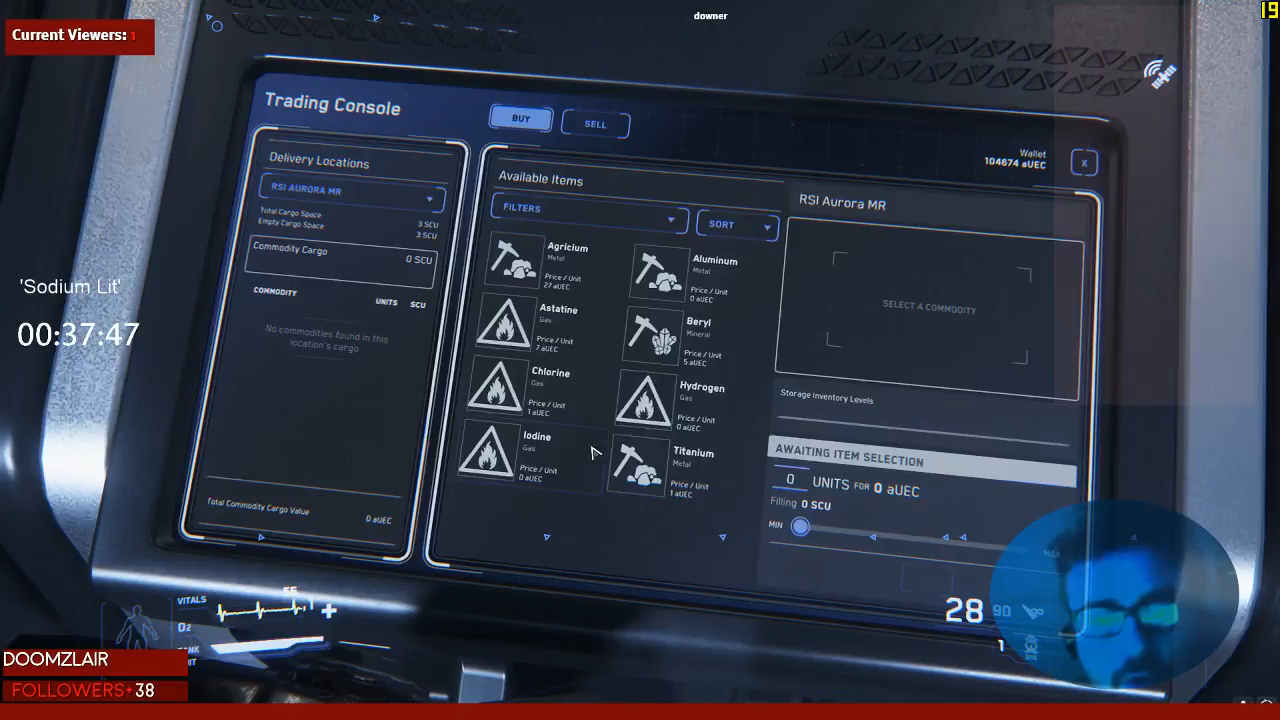 downer
19
Current Viewers: 1
Trading Console
BUY
SELL
Wallet
104674 aUEC
X
Delivery Locations
RSI AURORA MR
Total Cargo Space
3 SCU
Empty Cargo Space
3 SCU
Commodity Cargo
0 SCU
COMMODITY
UNITS
SCU
No commodities found in this
location's cargo
Total Commodity Cargo Value
0 aUEC
Available Items
FILTERS
SORT
Agricium
Metal
Price / Unit
27 aUEC
Aluminum
Metal
Price / Unit
0 aUEC
Astatine
Gas
Price / Unit
7 aUEC
Beryl
Mineral
Price / Unit
5 aUEC
Chlorine
Gas
Price / Unit
1 aUEC
Hydrogen
Gas
Price / Unit
0 aUEC
Iodine
Gas
Price / Unit
0 aUEC
Titanium
Metal
Price / Unit
1 aUEC
RSI Aurora MR
SELECT A COMMODITY
Storage Inventory Levels
AWAITING ITEM SELECTION
0 UNITS FOR 0 aUEC
Filling 0 SCU
MIN
MAX
'Sodium Lit'
00:37:47
VITALS
O2
28
90
1
DOOMZLAIR
FOLLOWERS- 38